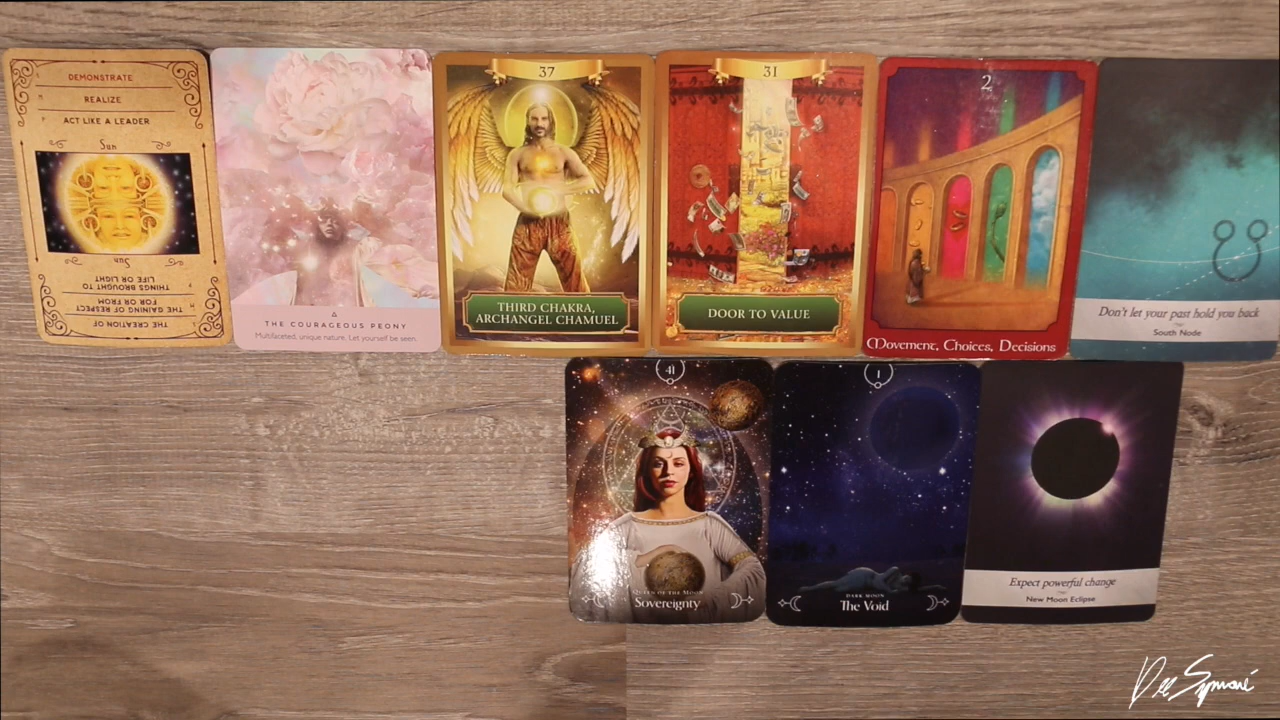 DEMONSTRATE
REALIZE
ACT LIKE A LEADER
Sun
Sun
THINGS BROUGHT TO
LIFE OR LIGHT
THE GAINING OF RESPECT
FOR OR FROM
THE CREATION OF
THE COURAGEOUS PEONY
Multifaceted, unique nature. Let yourself be seen.
37
THIRD CHAKRA,
ARCHANGEL CHAMUEL
31
DOOR TO VALUE
2
Movement, Choices, Decisions
Don't let your past hold you back
South Node
41
QUEEN OF THE MOON
Sovereignty
1
DARK MOON
The Void
Expect powerful change
New Moon Eclipse